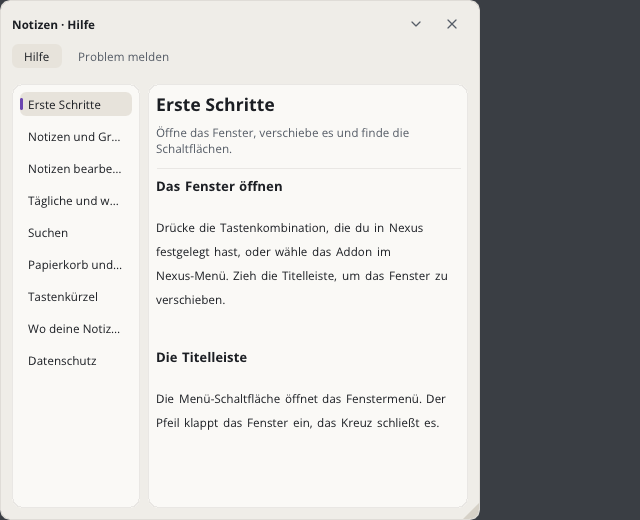 Notizen · Hilfe
Hilfe
Problem melden
Erste Schritte
Notizen und Gr...
Notizen bearbe...
Tägliche und w...
Suchen
Papierkorb und...
Tastenkürzel
Wo deine Notiz...
Datenschutz
Erste Schritte
Öffne das Fenster, verschiebe es und finde die
Schaltflächen.
Das Fenster öffnen
Drücke die Tastenkombination, die du in Nexus
festgelegt hast, oder wähle das Addon im
Nexus-Menü. Zieh die Titelleiste, um das Fenster zu
verschieben.
Die Titelleiste
Die Menü-Schaltfläche öffnet das Fenstermenü. Der
Pfeil klappt das Fenster ein, das Kreuz schließt es.